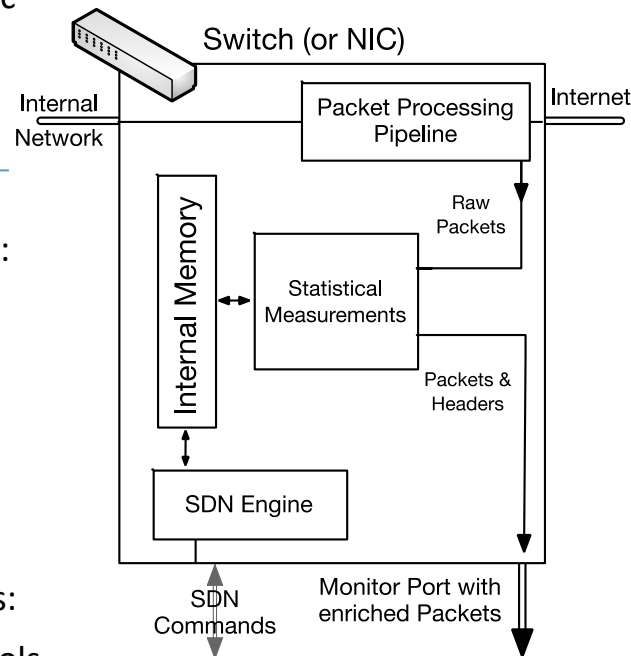 c
Switch (or NIC)
Internal
Network
Packet Processing
Pipeline
Internet
:
Raw
Packets
Internal Memory
Statistical
Measurements
Packets &
Headers
SDN Engine
s:
ols
SDN
Commands
Monitor Port with
enriched Packets